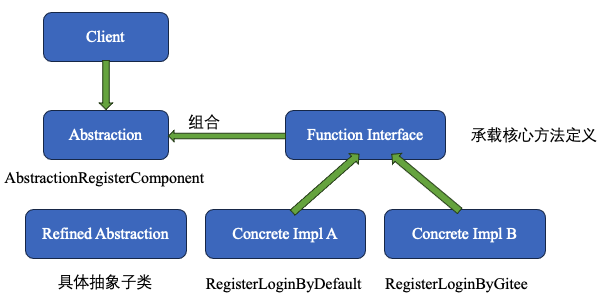 Client
组合
Abstraction
Function Interface
承载核心方法定义
AbstractionRegisterComponent
Refined Abstraction
Concrete Impl A
Concrete Impl B
具体抽象子类
RegisterLoginByDefault
RegisterLoginByGitee